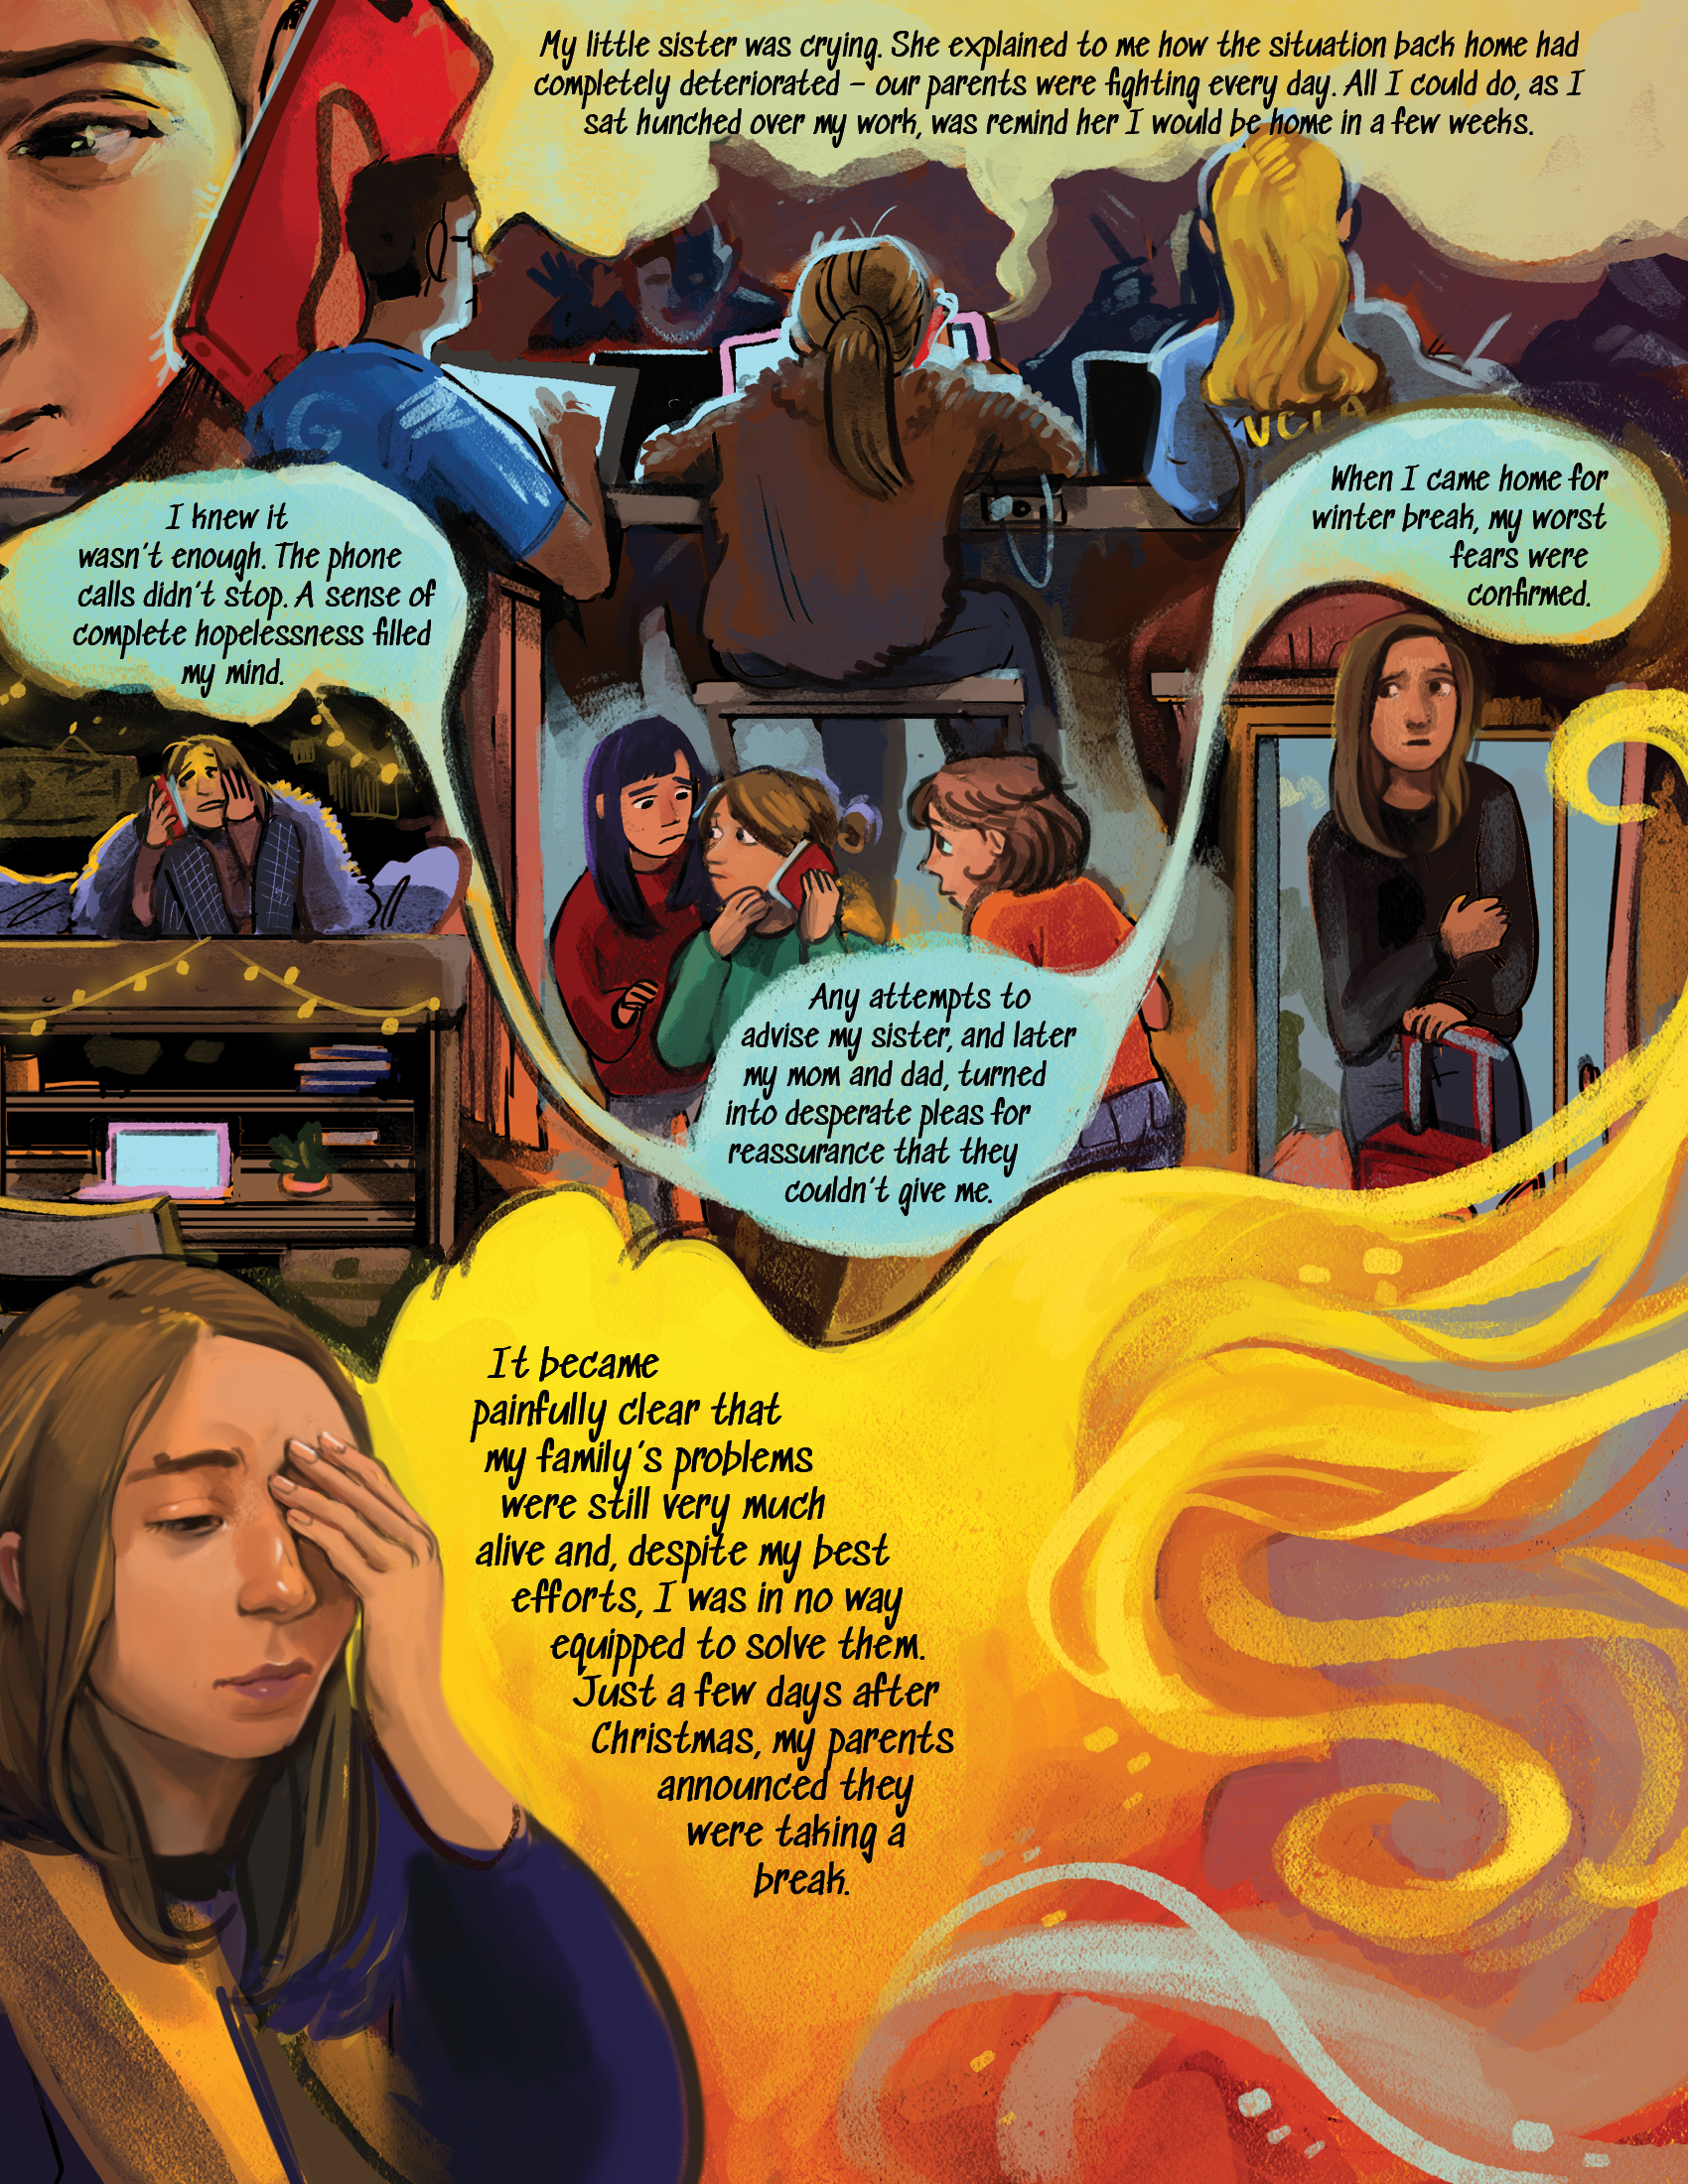 My little sister was crying. She explained to me how the situation back home had
completely deteriorated – our parents were fighting every day. All I could do, as I
sat hunched over my work, was remind her I would be home in a few weeks.
G
UCLA
I knew it
wasn't enough. The phone
calls didn't stop. A sense of
complete hopelessness filled
my mind.
Any attempts to
advise my sister, and later
my mom and dad, turned
into desperate pleas for
reassurance that they
couldn't give me.
When I came home for
winter break, my worst
fears were
confirmed.
It became
painfully clear that
my family's problems
were still very much
alive and, despite my best
efforts, I was in no way
equipped to solve them.
Just a few days after
Christmas, my parents
announced they
were taking a
break.